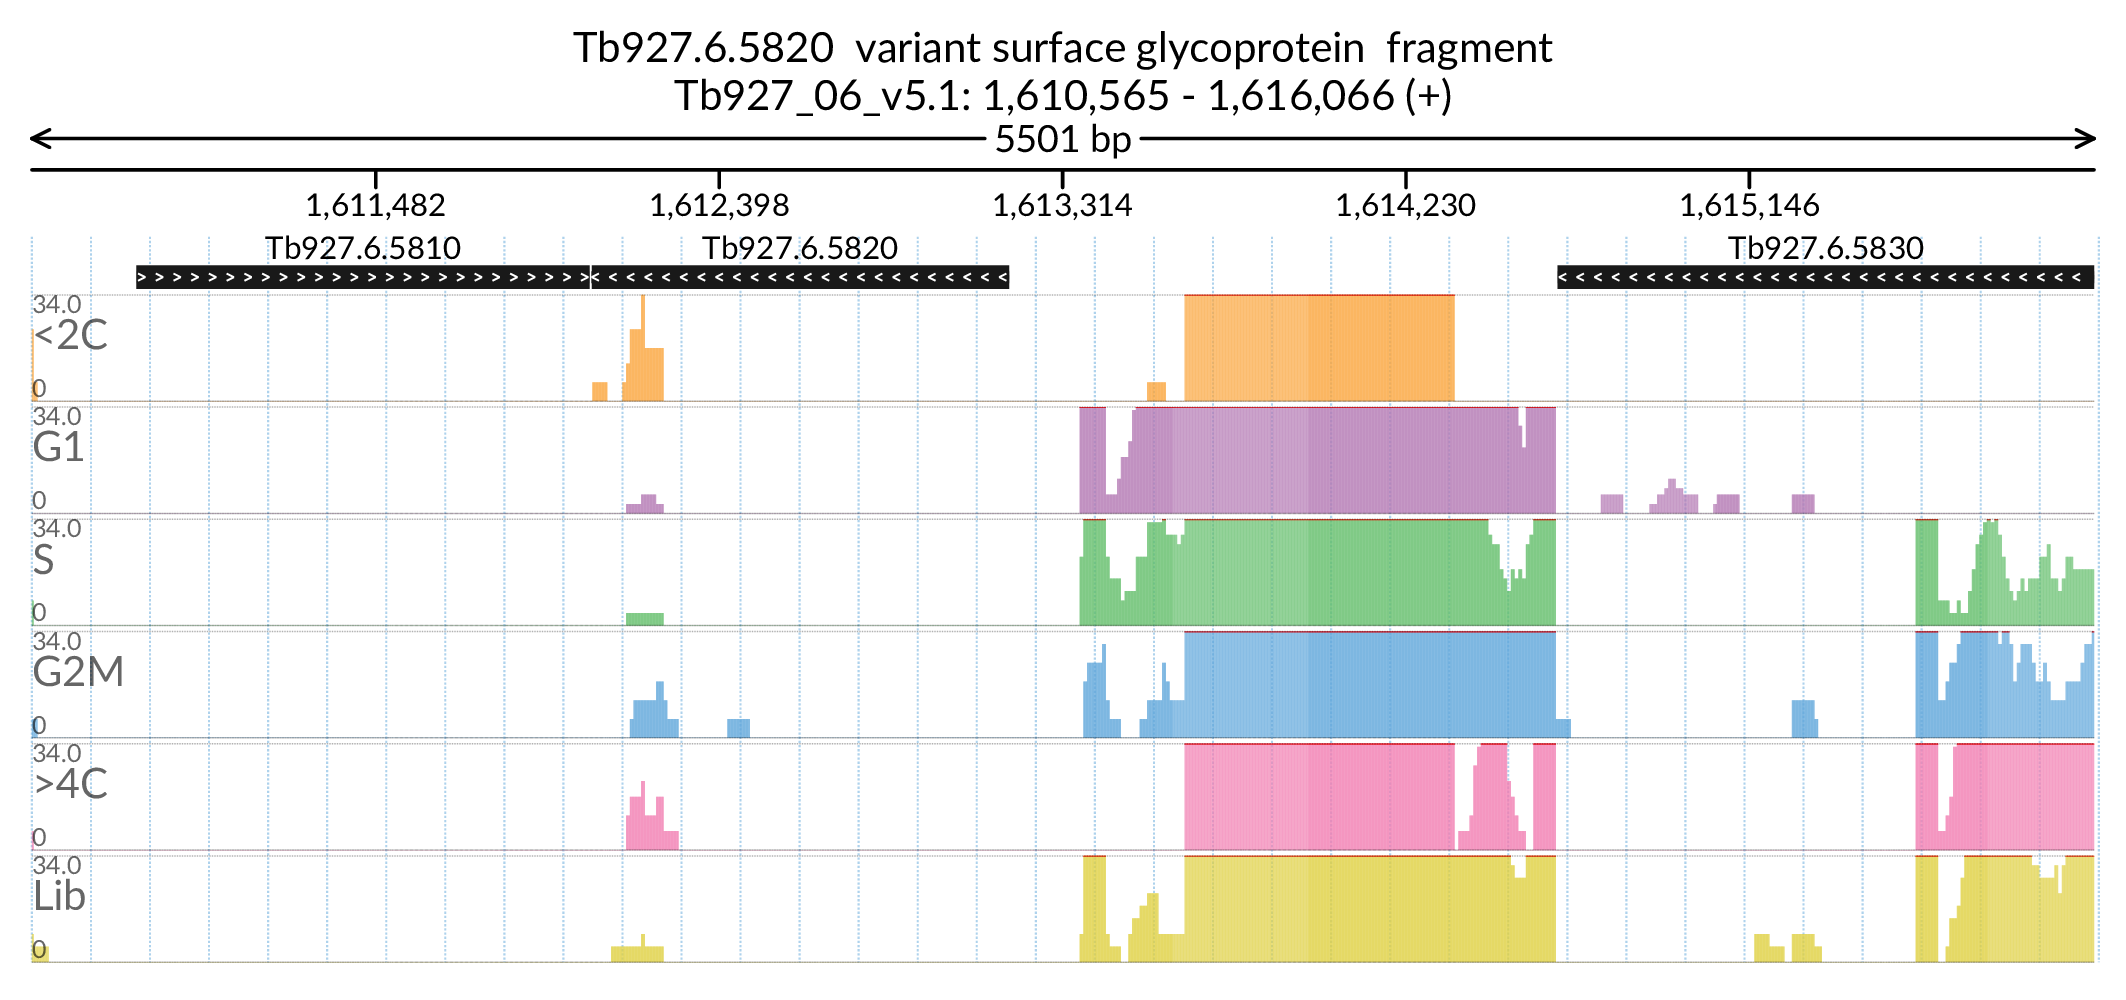 Tb927.6.5820 variant surface glycoprotein fragment
Tb927_06_v5.1: 1,610,565 - 1,616,066 (+)
5501 bp
1,611,482 1,612,398 1,613,314 1,614,230 1,615,146
Tb927.6.5810 Tb927.6.5820 Tb927.6.5830
34.0
<2C
0
34.0
G1
0
34.0
S
0
34.0
G2M
0
34.0
>4C
0
34.0
Lib
0